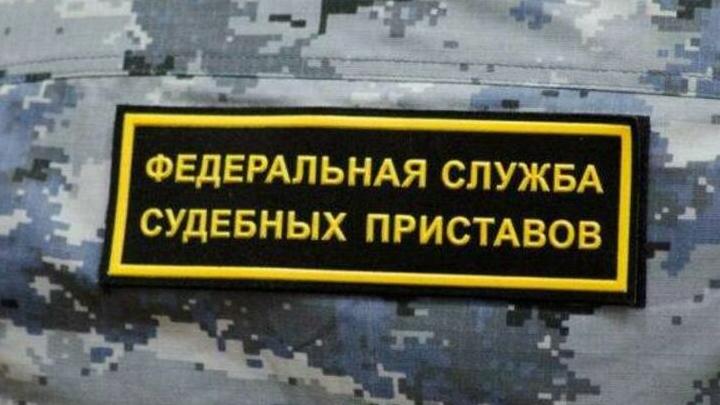 ФЕДЕРАЛЬНАЯ СЛУЖБА
СУДЕБНЫХ ПРИСТАВОВ